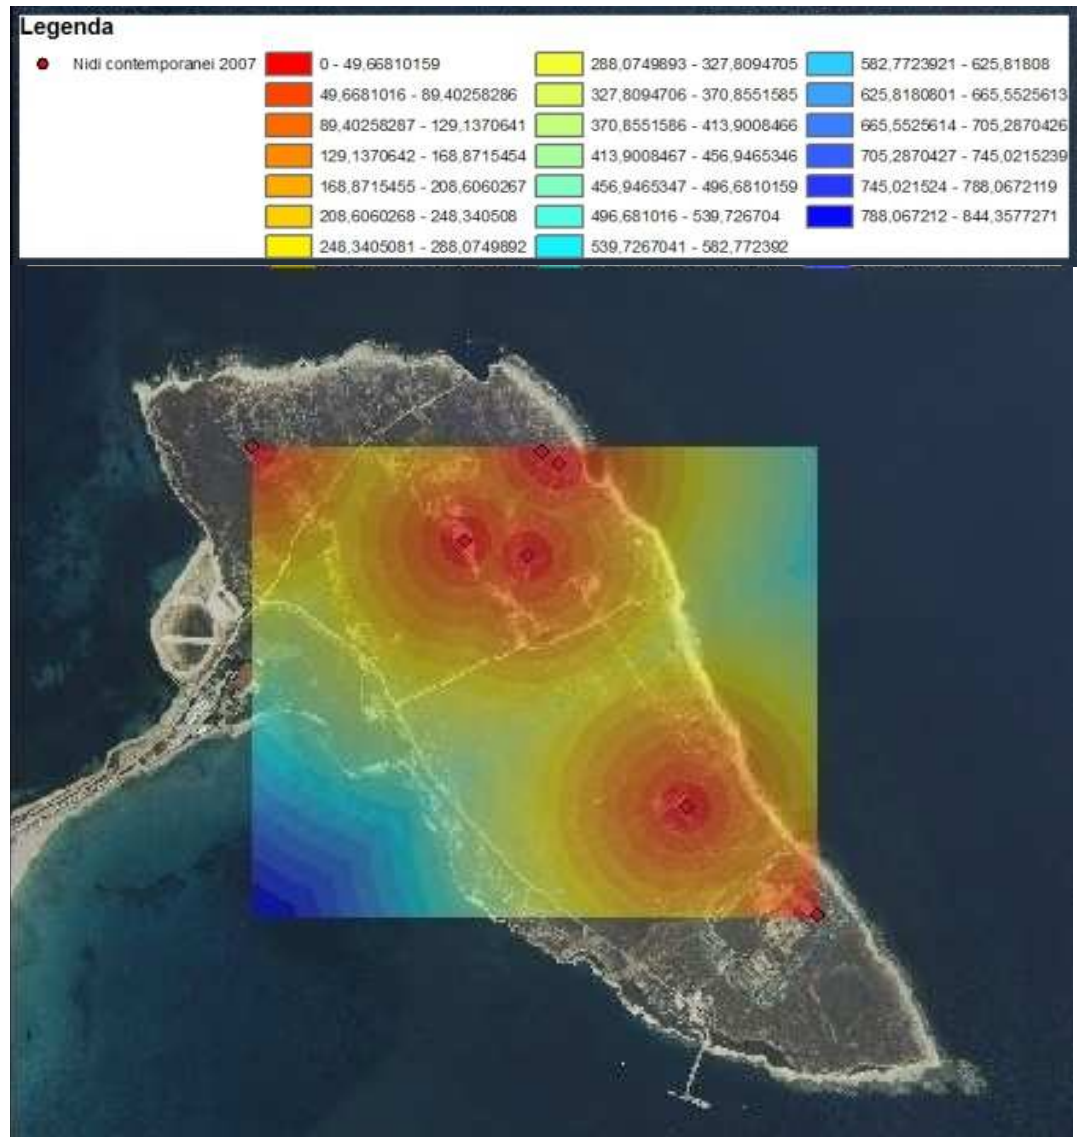 Legenda
Nidi contemporanei 2007
0 - 49,66810159
49,6681016 - 89,40258286
89,40258287 - 129,1370641
129,1370642 - 168,8715454
168,8715455 - 208,6060267
208,6060268 - 248,340508
248,3405081 - 288,0749892
288,0749893 - 327,8094705
327,8094706 - 370,8551585
370,8551586 - 413,9008466
413,9008467 - 456,9465346
456,9465347 - 496,6810159
496,681016 - 539,726704
539,7267041 - 582,772392
582,7723921 - 625,81808
625,8180801 - 665,5525613
665,5525614 - 705,2870426
705,2870427 - 745,0215239
745,021524 - 788,0672119
788,067212 - 844,3577271